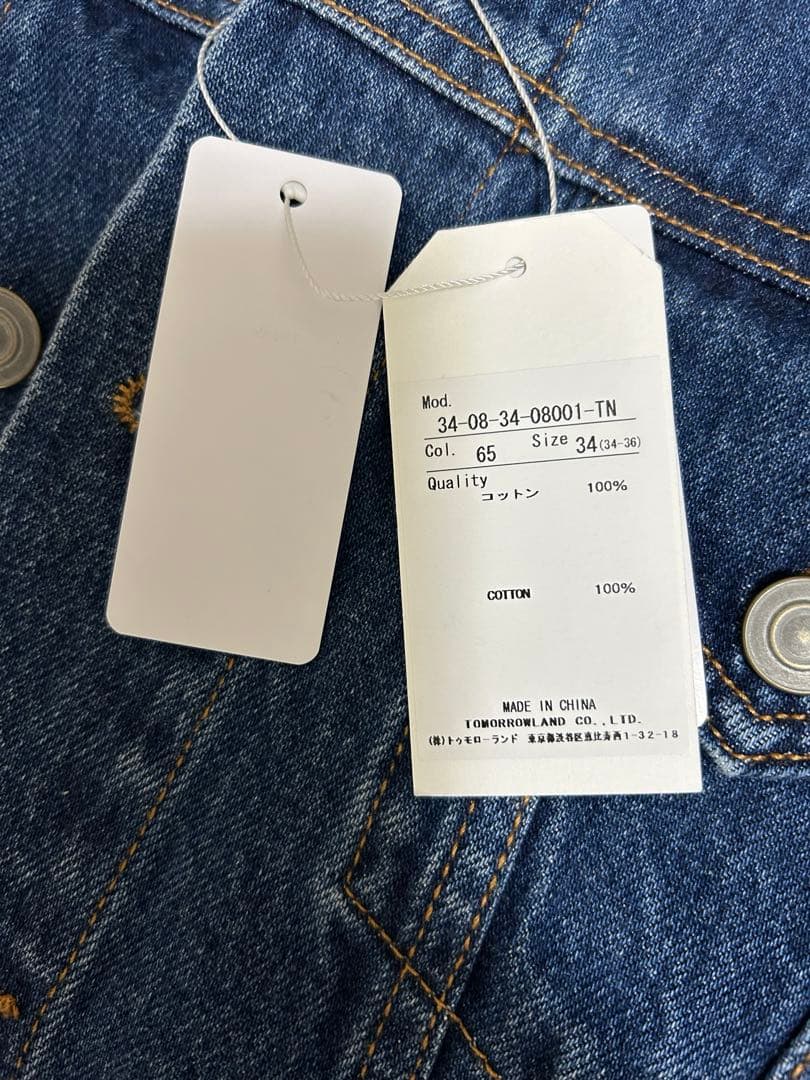 Mod.
34-08-34-08001-TN
Col. 65 Size 34(34-36)
Quality
コットン 100%
COTTON 100%
MADE IN CHINA
TOMORROWLAND CO.,LTD.
(株)トゥモローランド 東京都渋谷区恵比寿西1-32-18